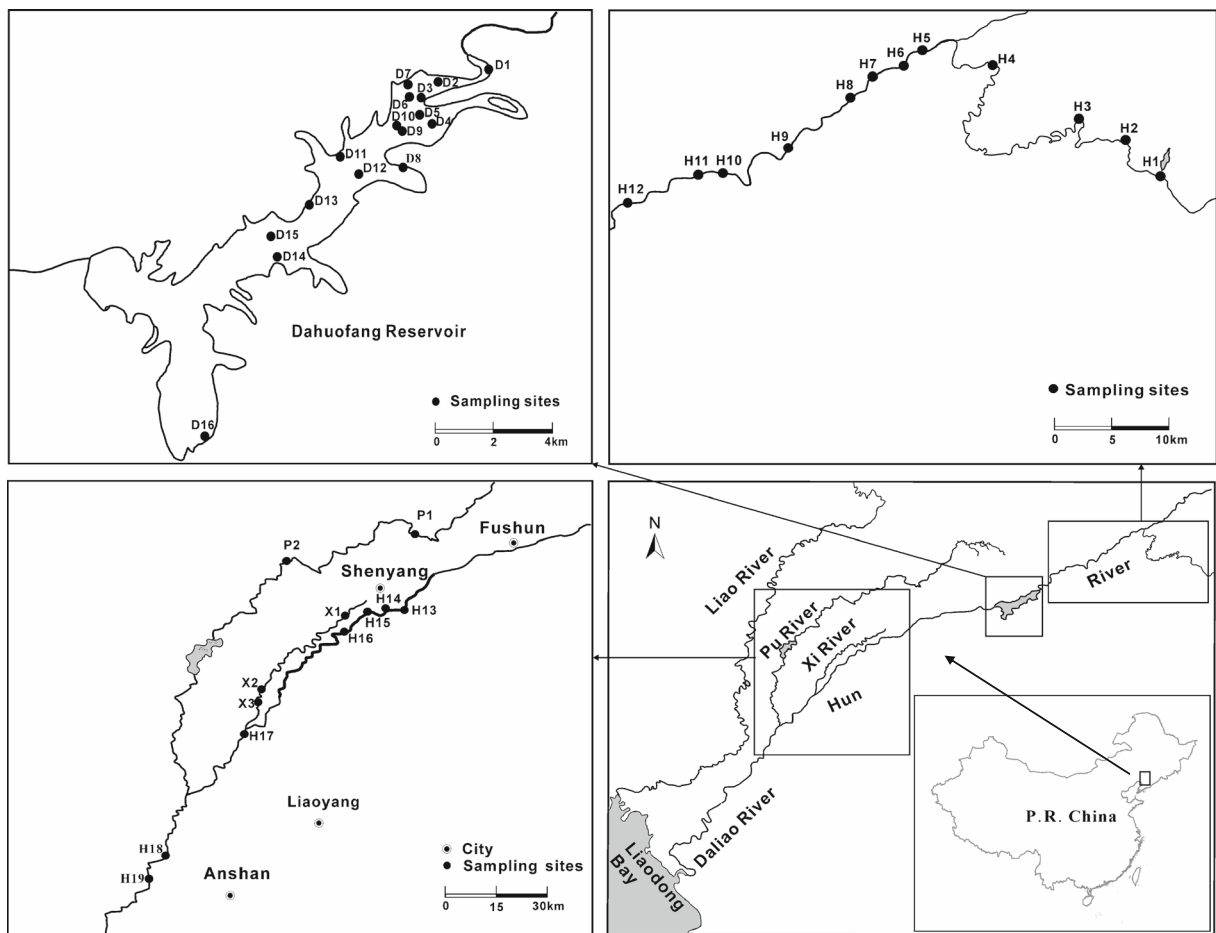 D1
D7
D2
D3
D6
D5
D10
D4
D9
D11
D8
D12
D13
D15
D14
Dahuofang Reservoir
Sampling sites
D16
0 2 4km
H5
H6
H4
H7
H8
H3
H9
H2
H11
H10
H1
H12
Sampling sites
0 5 10km
P1
Fushun
P2
Shenyang
X1
H14
H13
H15
H16
X2
X3
H17
Liaoyang
H18
City
Sampling sites
H19
Anshan
0 15 30km
N
Liao River
River
Pu River
Xi River
Hun
P.R. China
Daliao River
Liaodong
Bay